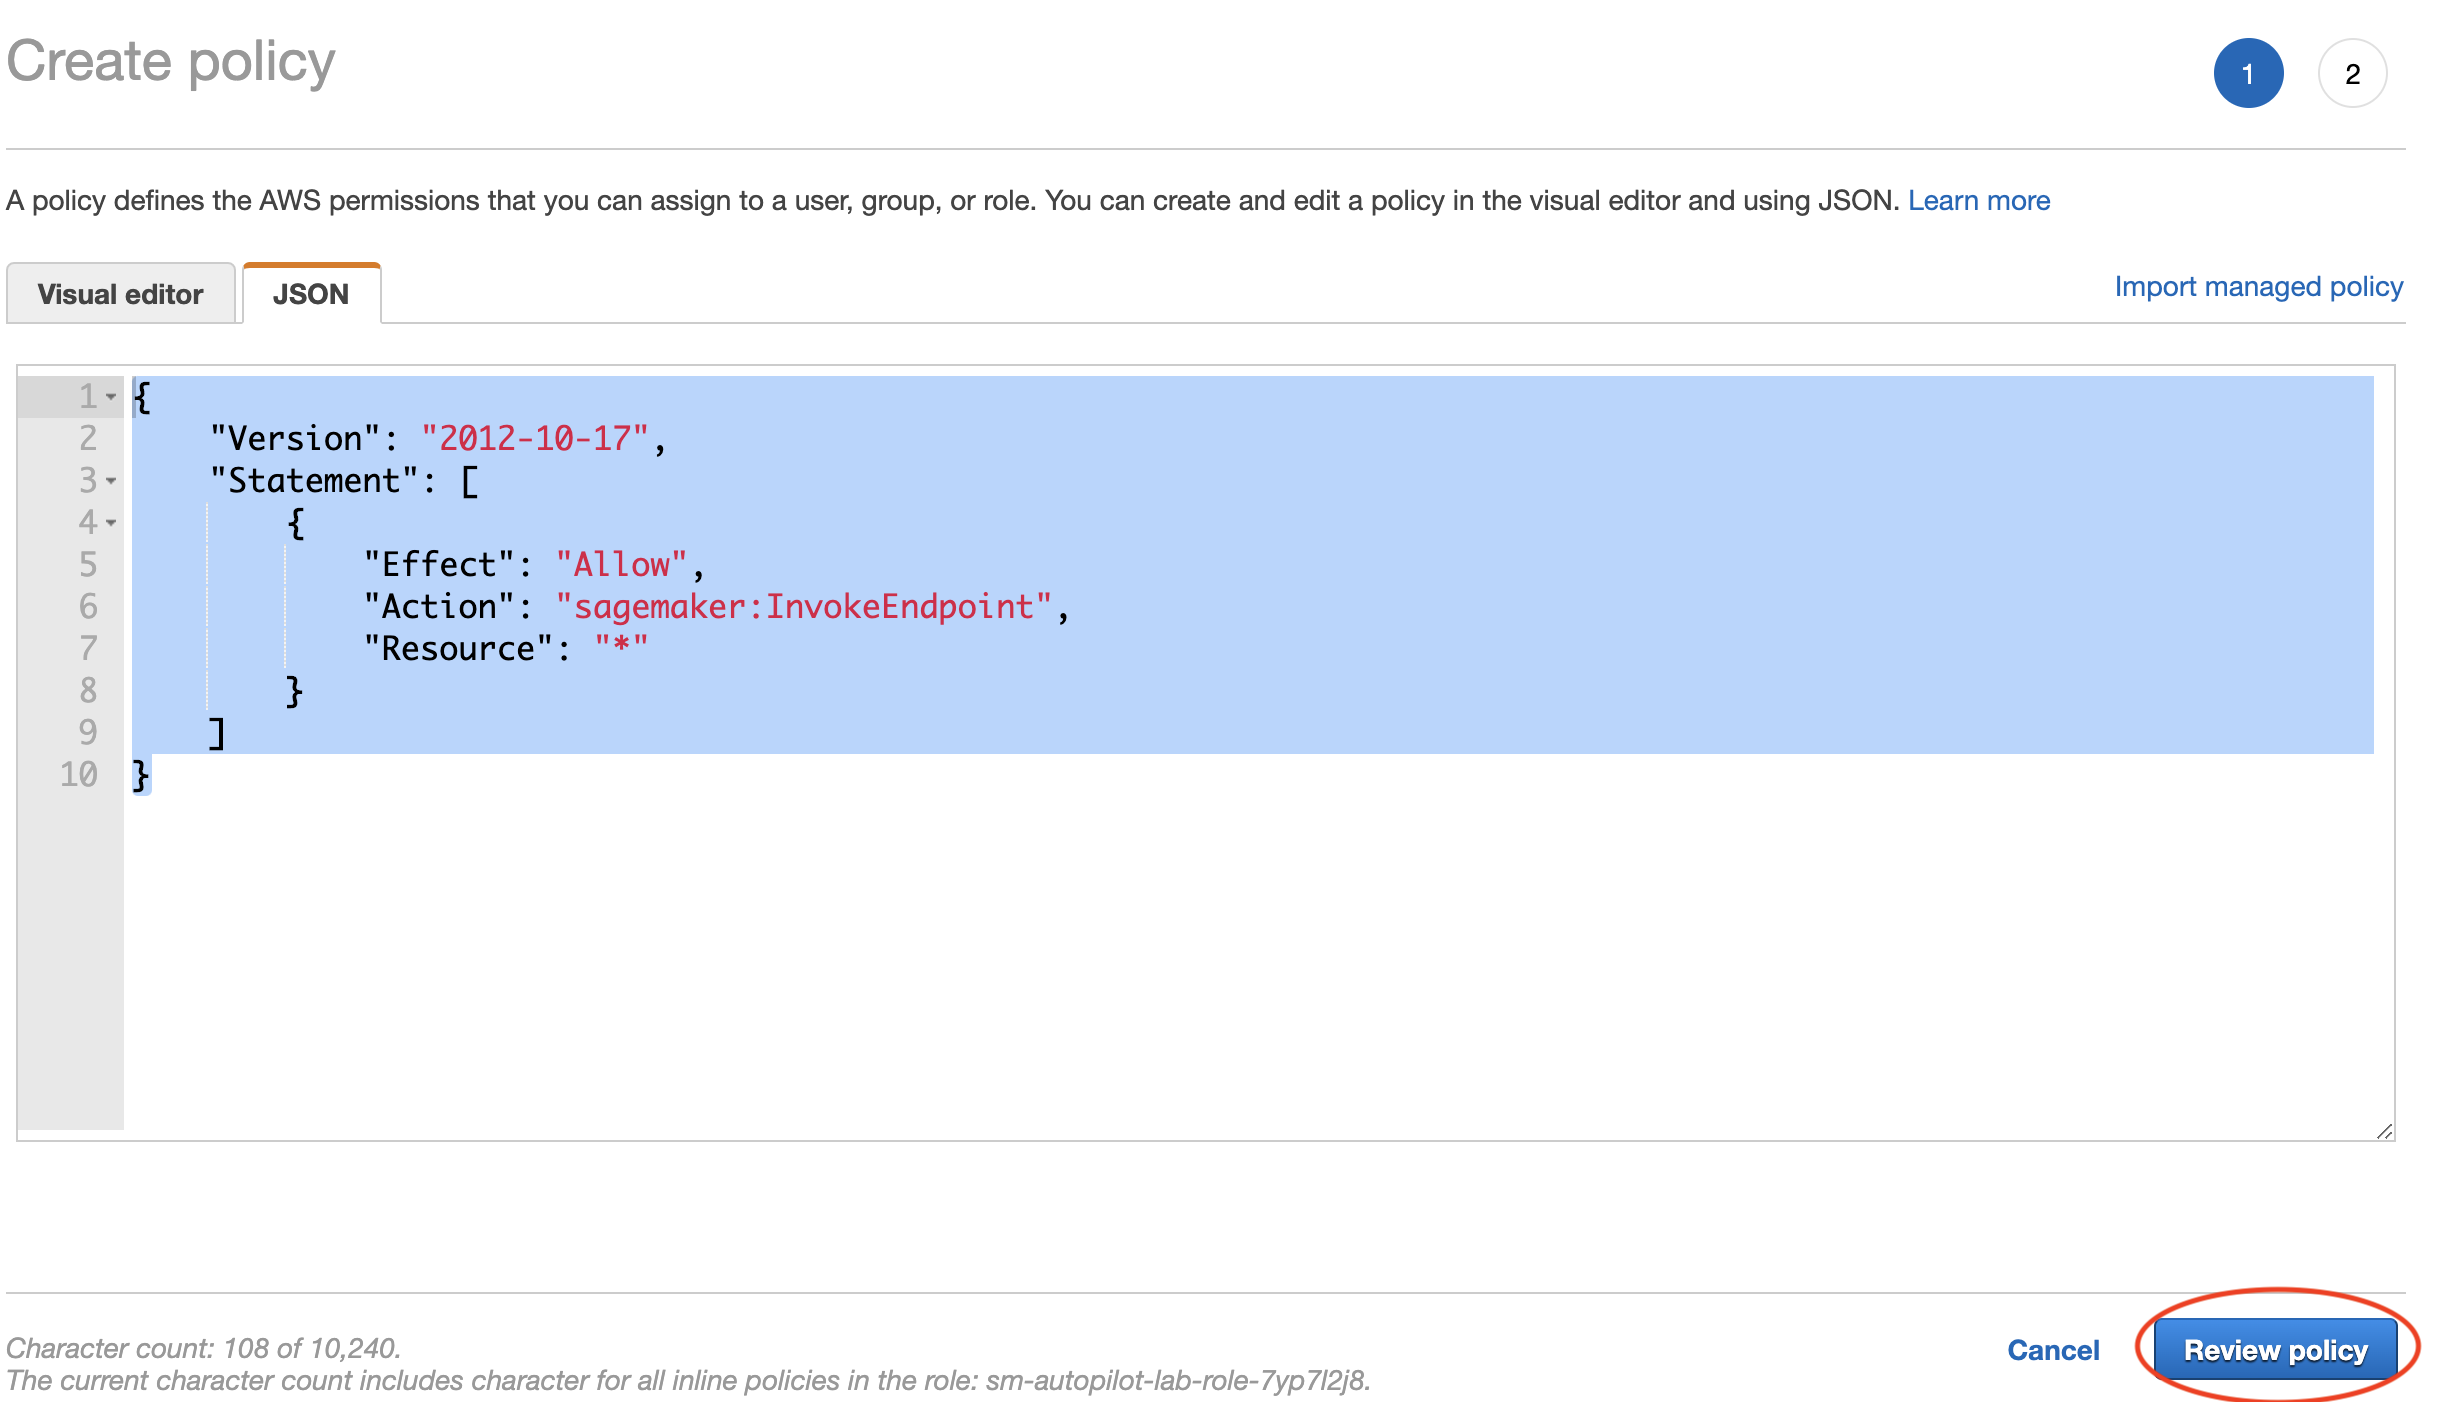 Create policy
1
2
A policy defines the AWS permissions that you can assign to a user, group, or role. You can create and edit a policy in the visual editor and using JSON. Learn more
Visual editor
JSON
Import managed policy
1 {
2 "Version": "2012-10-17",
3 "Statement": [
4 {
5 "Effect": "Allow",
6 "Action": "sagemaker:InvokeEndpoint",
7 "Resource": "*"
8 }
9 ]
10 }
Character count: 108 of 10,240.
The current character count includes character for all inline policies in the role: sm-autopilot-lab-role-7yp7l2j8.
Cancel
Review policy